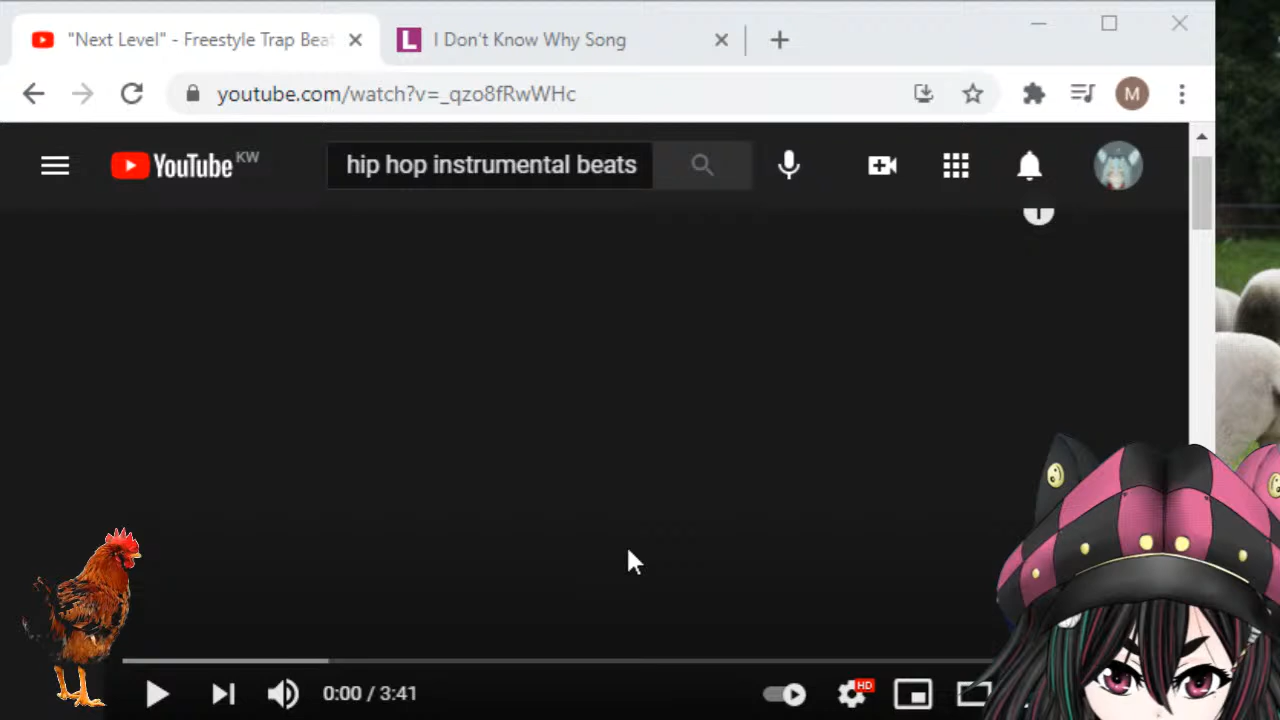 "Next Level" - Freestyle Trap Bea
L I Don't Know Why Song
youtube.com/watch?v=_qzo8fRwWHc
M
YouTube KW
hip hop instrumental beats
0:00 / 3:41
HD